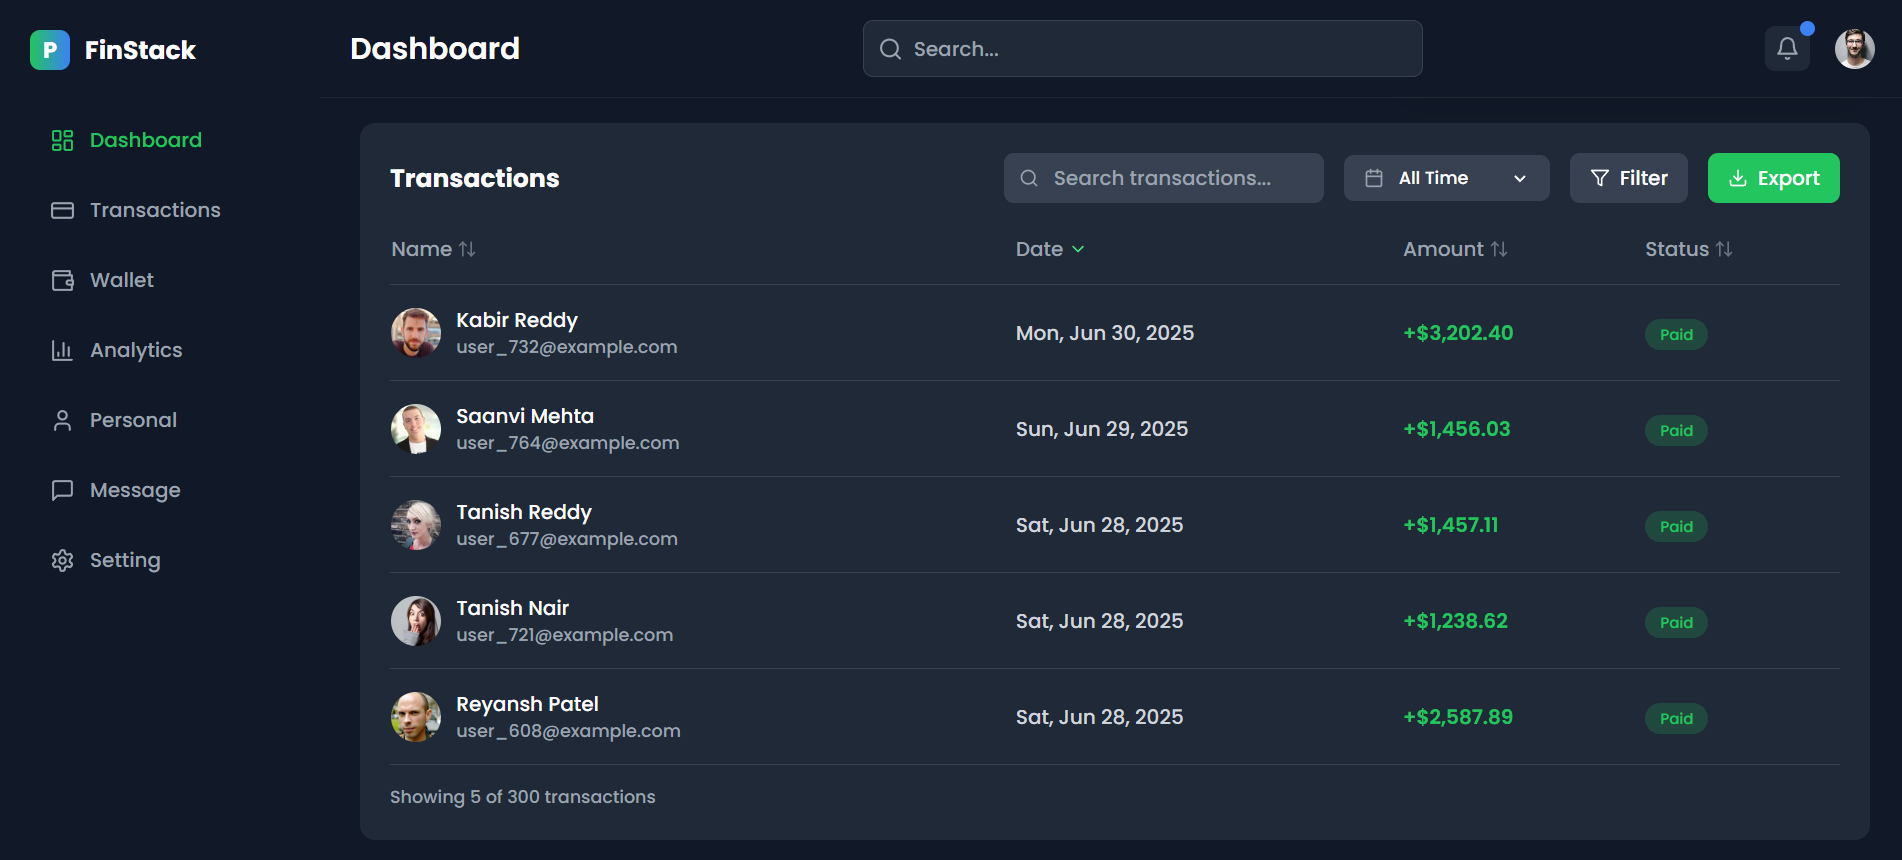 P FinStack
Dashboard
Search...
Dashboard
Transactions
Wallet
Analytics
Personal
Message
Setting
Transactions
Search transactions...
All Time
Filter
Export
Name Date Amount Status
Kabir Reddy
user_732@example.com
Mon, Jun 30, 2025 +$3,202.40 Paid
Saanvi Mehta
user_764@example.com
Sun, Jun 29, 2025 +$1,456.03 Paid
Tanish Reddy
user_677@example.com
Sat, Jun 28, 2025 +$1,457.11 Paid
Tanish Nair
user_721@example.com
Sat, Jun 28, 2025 +$1,238.62 Paid
Reyansh Patel
user_608@example.com
Sat, Jun 28, 2025 +$2,587.89 Paid
Showing 5 of 300 transactions